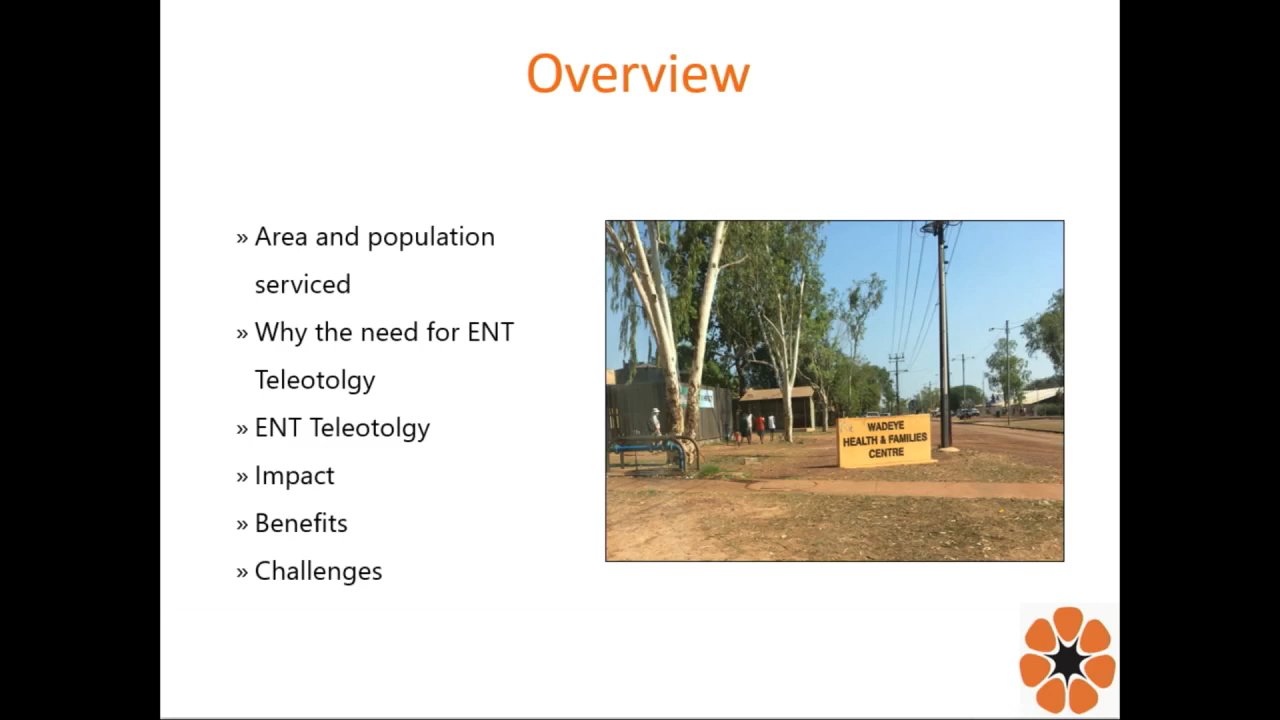 Overview
» Area and population
serviced
» Why the need for ENT
Teleotolgy
» ENT Teleotolgy
» Impact
» Benefits
» Challenges
WADEYE
HEALTH & FAMILIES
CENTRE